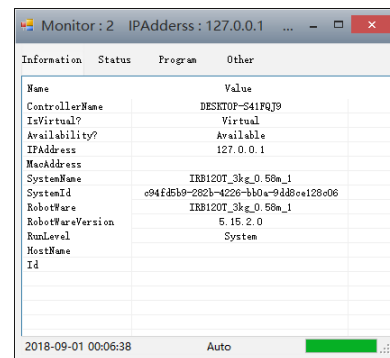 Monitor : 2 IPAdderss : 127.0.0.1 ...
Information Status Program Other
Name Value
ControllerName DESKTOP-S41FQJ9
IsVirtual? Virtual
Availability? Available
IPAddress 127.0.0.1
MacAddress
SystemName IRB120T_3kg_0.58m_1
SystemId c94fd5b9-282b-4226-bb0a-9dd8ce128c06
RobotWare IRB120T_3kg_0.58m_1
RobotWareVersion 5.15.2.0
RunLevel System
HostName
Id
2018-09-01 00:06:38 Auto